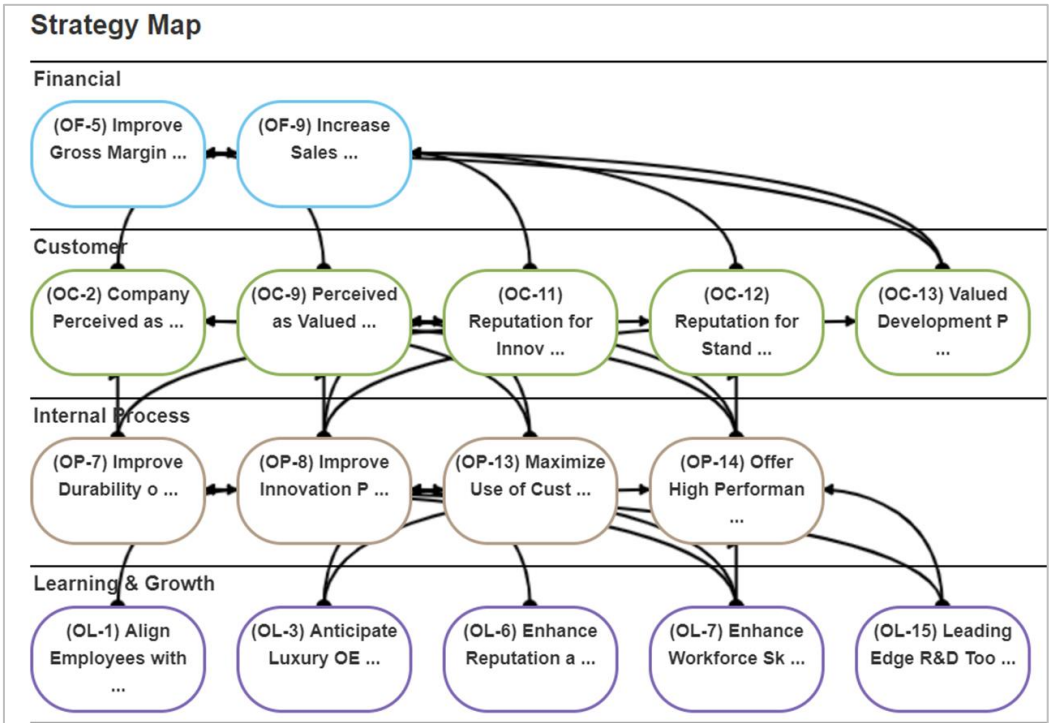 Strategy Map
Financial
(OF-5) Improve
Gross Margin ...
(OF-9) Increase
Sales ...
Customer
(OC-2) Company
Perceived as ...
(OC-9) Perceived
as Valued ...
(OC-11)
Reputation for
Innov ...
(OC-12)
Reputation for
Stand ...
(OC-13) Valued
Development P
...
Internal Process
(OP-7) Improve
Durability o ...
(OP-8) Improve
Innovation P ...
(OP-13) Maximize
Use of Cust ...
(OP-14) Offer
High Performan
...
Learning & Growth
(OL-1) Align
Employees with
...
(OL-3) Anticipate
Luxury OE ...
(OL-6) Enhance
Reputation a ...
(OL-7) Enhance
Workforce Sk ...
(OL-15) Leading
Edge R&D Too ...